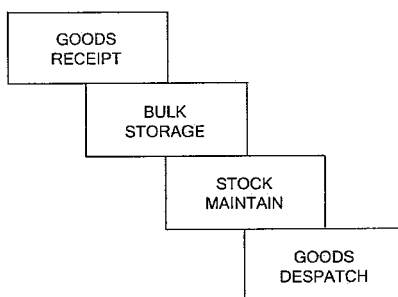 GOODS
RECEIPT
BULK
STORAGE
STOCK
MAINTAIN
GOODS
DESPATCH